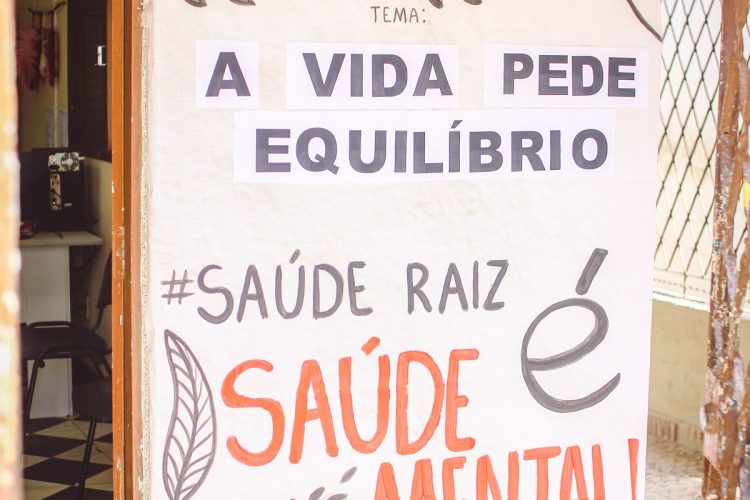 TEMA:
A VIDA PEDE
EQUILÍBRIO
#SAÚDE RAIZ É
SAÚDE
MENTAL!